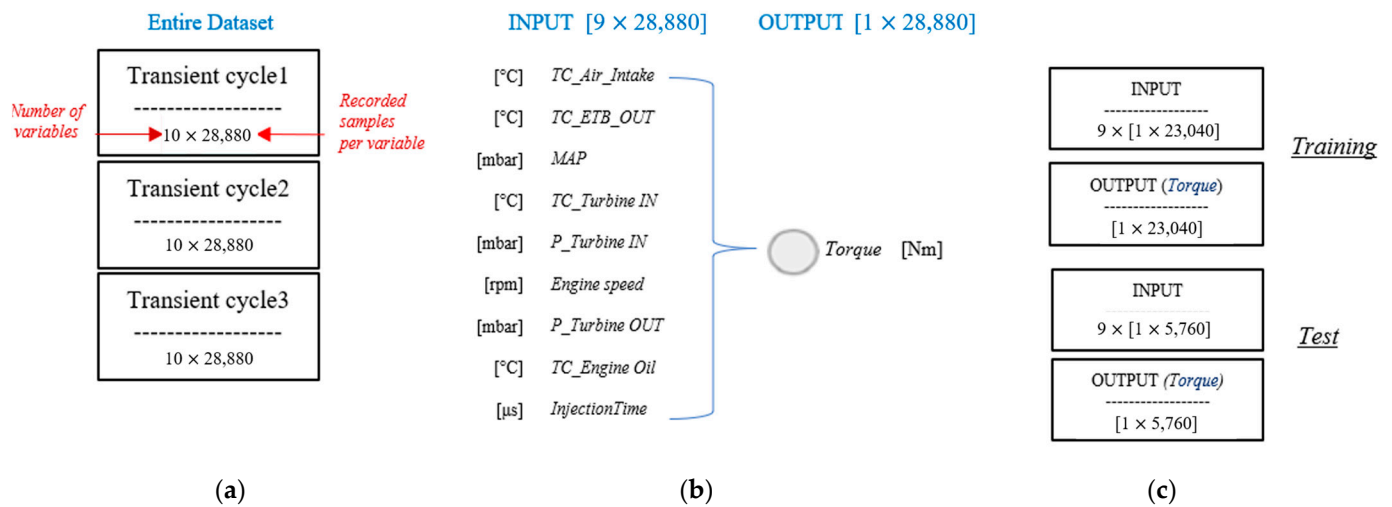 Entire Dataset
Transient cycle1
-------------------
10 × 28,880
Number of
variables
Recorded
samples
per variable
Transient cycle2
-------------------
10 × 28,880
Transient cycle3
-------------------
10 × 28,880
(a)
INPUT [9 × 28,880]
OUTPUT [1 × 28,880]
[°C] TC_Air_Intake
[°C] TC_ETB_OUT
[mbar] MAP
[°C] TC_Turbine IN
[mbar] P_Turbine IN
[rpm] Engine speed
[mbar] P_Turbine OUT
[°C] TC_Engine Oil
[µs] InjectionTime
Torque [Nm]
(b)
INPUT
-------------------
9 × [1 × 23,040]
OUTPUT (Torque)
-------------------
[1 × 23,040]
Training
INPUT
-------------------
9 × [1 × 5,760]
OUTPUT (Torque)
-------------------
[1 × 5,760]
Test
(c)